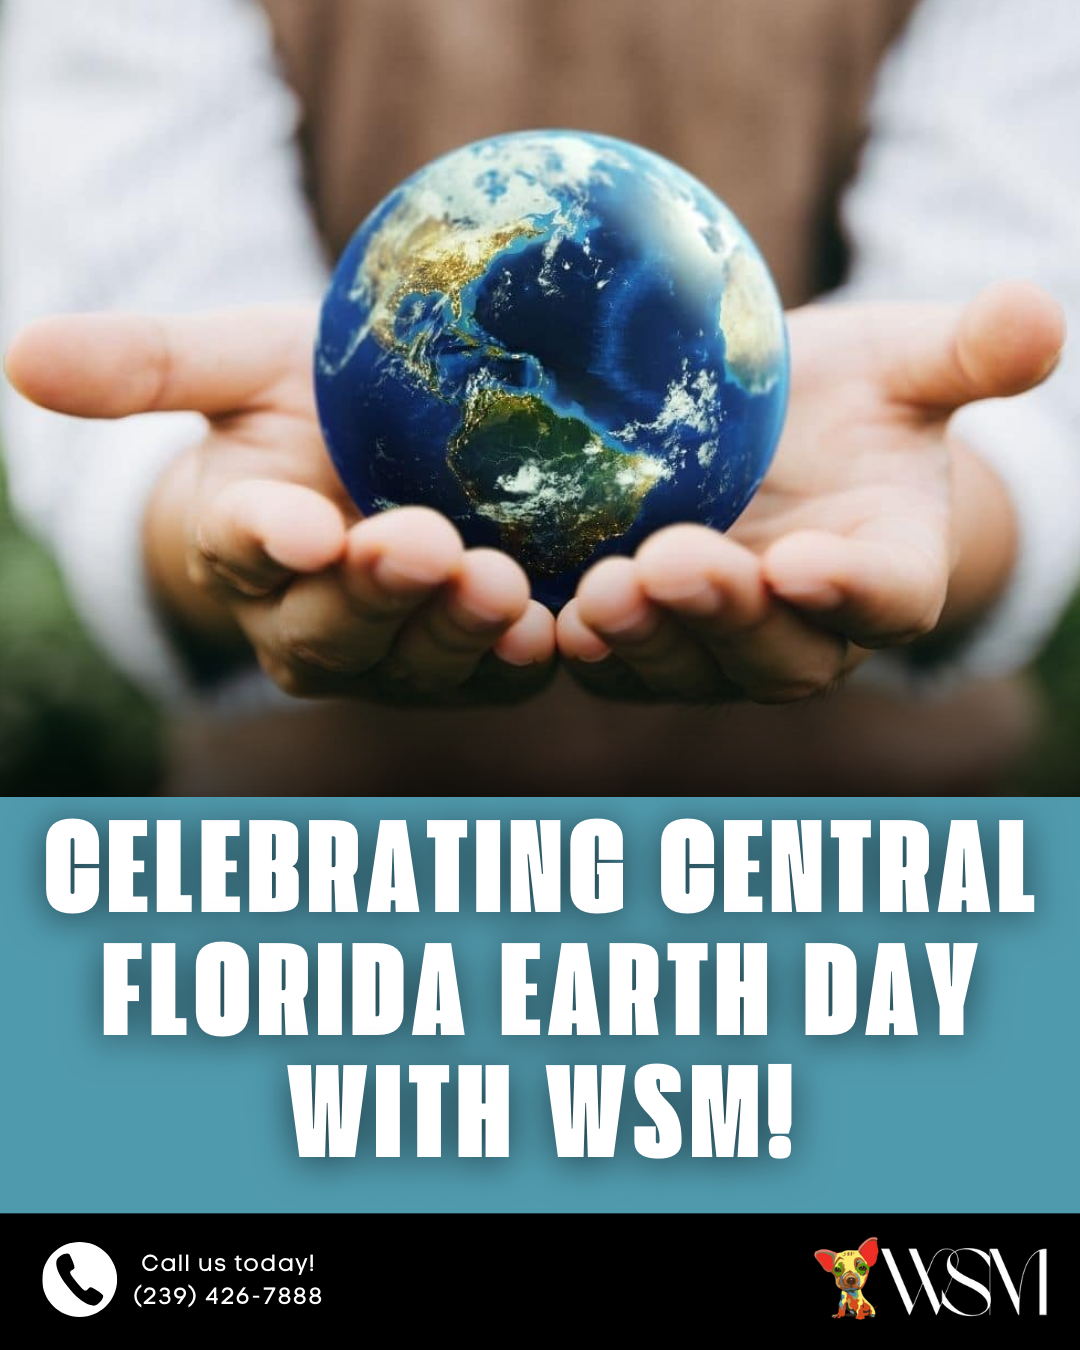 CELEBRATING CENTRAL
FLORIDA EARTH DAY
WITH WSM!
Call us today!
(239) 426-7888
WSM